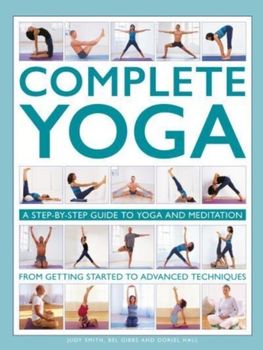 COMPLETE
YOGA
A STEP-BY-STEP GUIDE TO YOGA AND MEDITATION
FROM GETTING STARTED TO ADVANCED TECHNIQUES
JUDY SMITH, BEL GIBBS AND DORIEL HALL